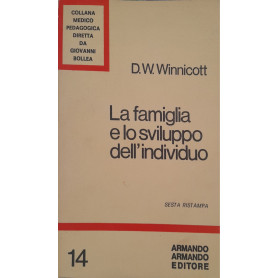 COLLANA
MEDICO
PEDAGOGICA
DIRETTA
DA
GIOVANNI
BOLLEA
D.W. Winnicott
La famiglia
e lo sviluppo
dell'individuo
SESTA RISTAMPA
14
ARMANDO
ARMANDO
EDITORE